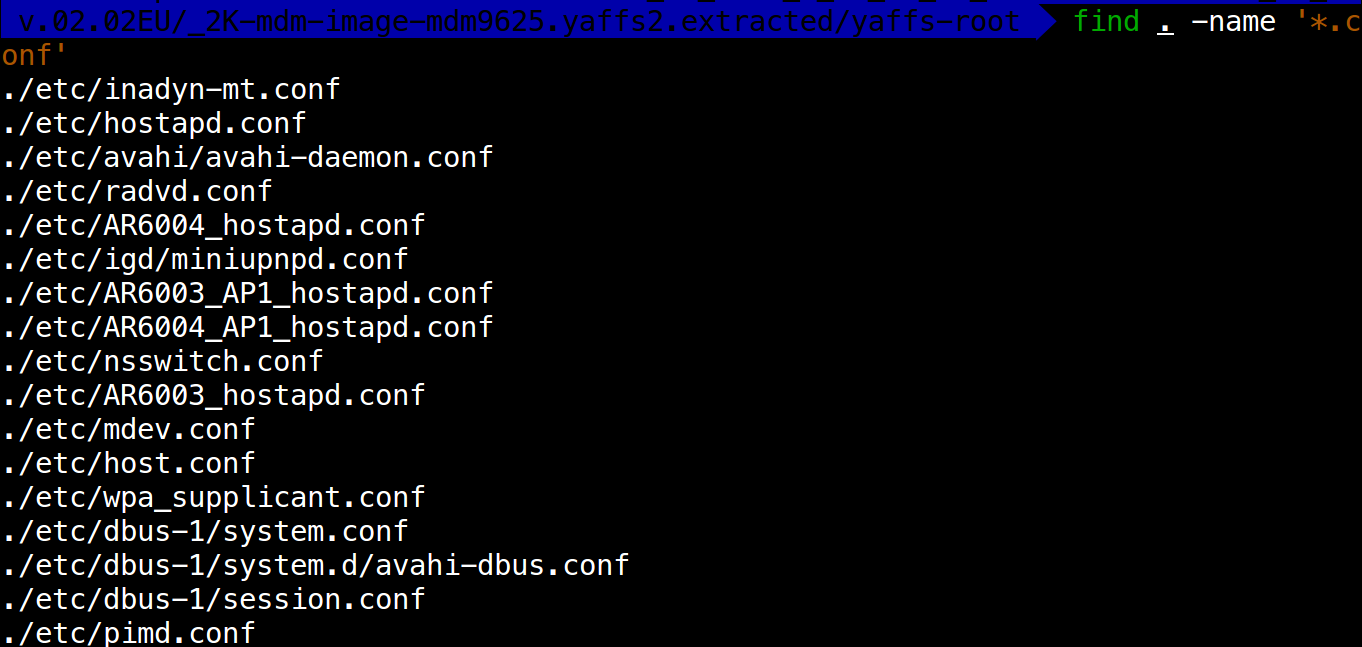 v.02.02EU/_2K-mdm-image-mdm9625.yaffs2.extracted/yaffs-root find . -name '*.c
onf'
./etc/inadyn-mt.conf
./etc/hostapd.conf
./etc/avahi/avahi-daemon.conf
./etc/radvd.conf
./etc/AR6004_hostapd.conf
./etc/igd/miniupnpd.conf
./etc/AR6003_AP1_hostapd.conf
./etc/AR6004_AP1_hostapd.conf
./etc/nsswitch.conf
./etc/AR6003_hostapd.conf
./etc/mdev.conf
./etc/host.conf
./etc/wpa_supplicant.conf
./etc/dbus-1/system.conf
./etc/dbus-1/system.d/avahi-dbus.conf
./etc/dbus-1/session.conf
./etc/pimd.conf